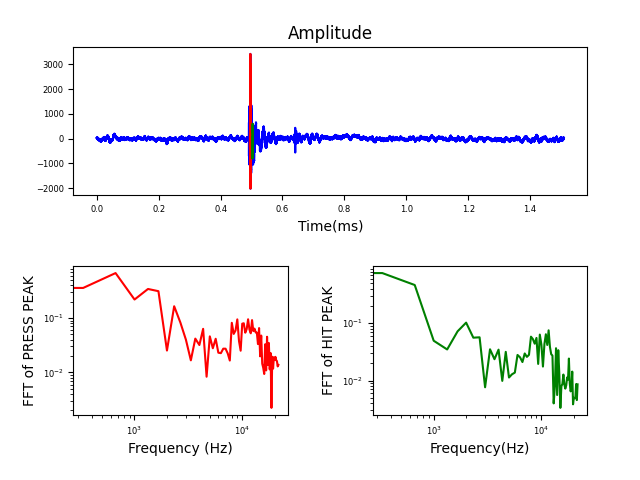 Amplitude
3000
2000
1000
0
−1000
−2000
0.0 0.2 0.4 0.6 0.8 1.0 1.2 1.4
Time(ms)
FFT of PRESS PEAK
10⁻¹
10⁻²
10³ 10⁴
Frequency (Hz)
FFT of HIT PEAK
10⁻¹
10⁻²
10³ 10⁴
Frequency(Hz)